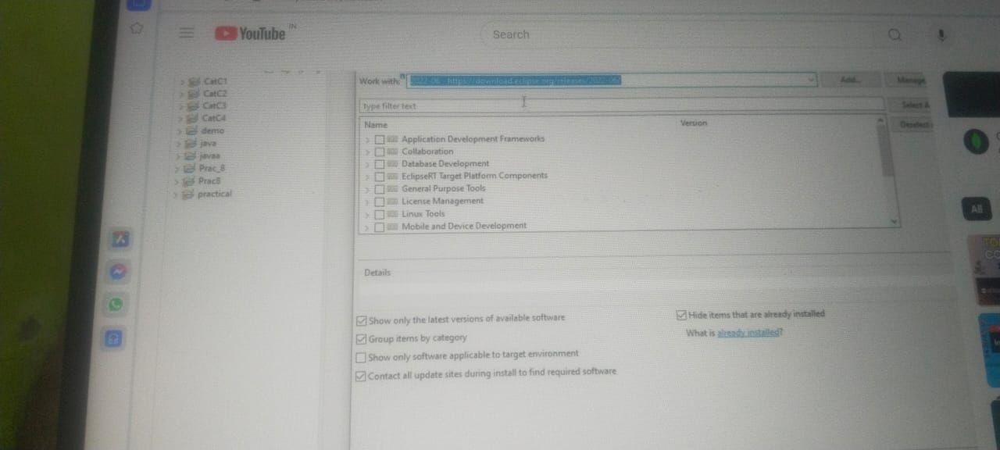 YouTube IN
Search
CatC1
CatC2
CatC3
CatC4
demo
java
javaa
Prac_8
Prac8
practical
Work with: 2022-06 - https://download.eclipse.org/releases/2022-06/
Add...
Manage
type filter text
Select A
Name
Version
Deselect
Application Development Frameworks
Collaboration
Database Development
EclipseRT Target Platform Components
General Purpose Tools
License Management
Linux Tools
Mobile and Device Development
All
Details
Show only the latest versions of available software
Hide items that are already installed
Group items by category
What is already installed?
Show only software applicable to target environment
Contact all update sites during install to find required software